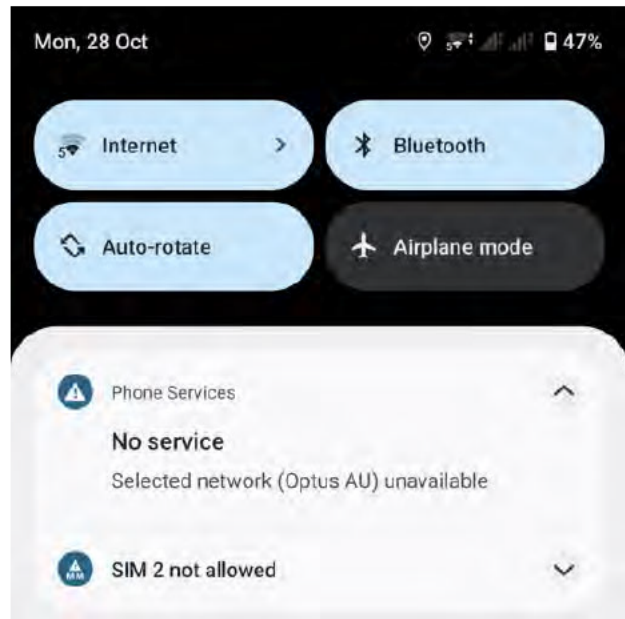 Mon, 28 Oct 47%
Internet Bluetooth
Auto-rotate Airplane mode
Phone Services
No service
Selected network (Optus AU) unavailable
SIM 2 not allowed